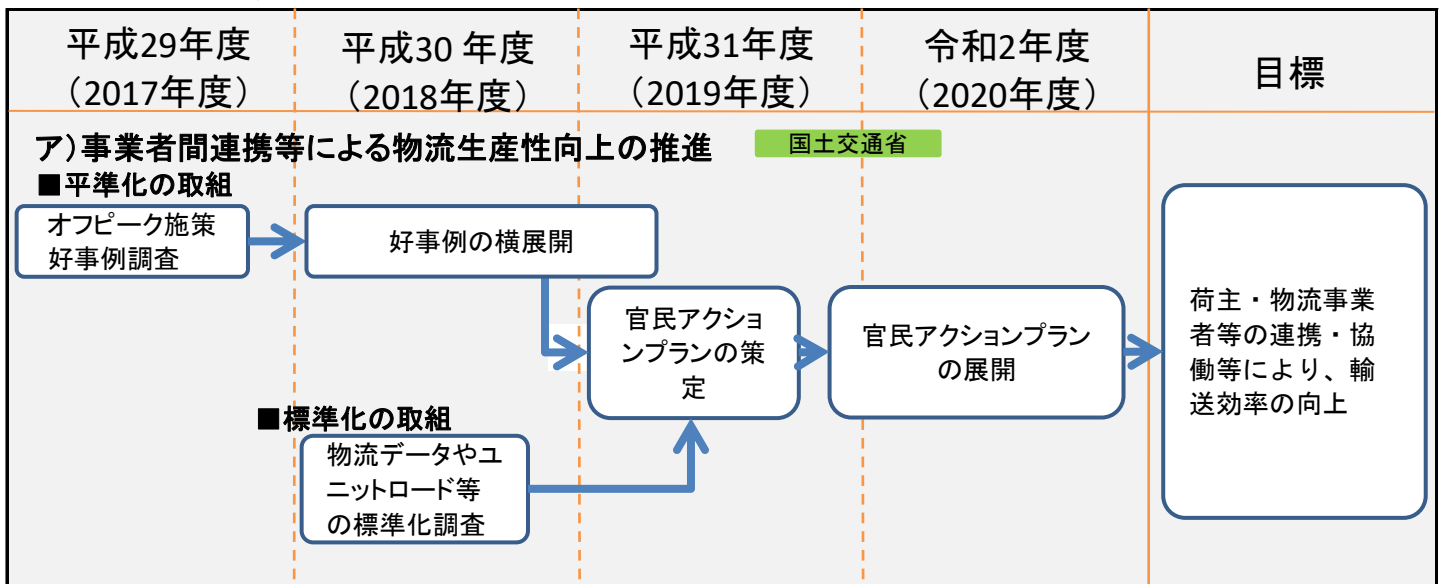 平成29年度
（2017年度）
平成30 年度
（2018年度）
平成31年度
（2019年度）
令和2年度
（2020年度）
目標
ア）事業者間連携等による物流生産性向上の推進
国土交通省
■平準化の取組
オフピーク施策
好事例調査
好事例の横展開
官民アクショ
ンプランの策
定
官民アクションプラン
の展開
荷主・物流事業
者等の連携・協
働等により、輸
送効率の向上
■標準化の取組
物流データやユ
ニットロード等
の標準化調査